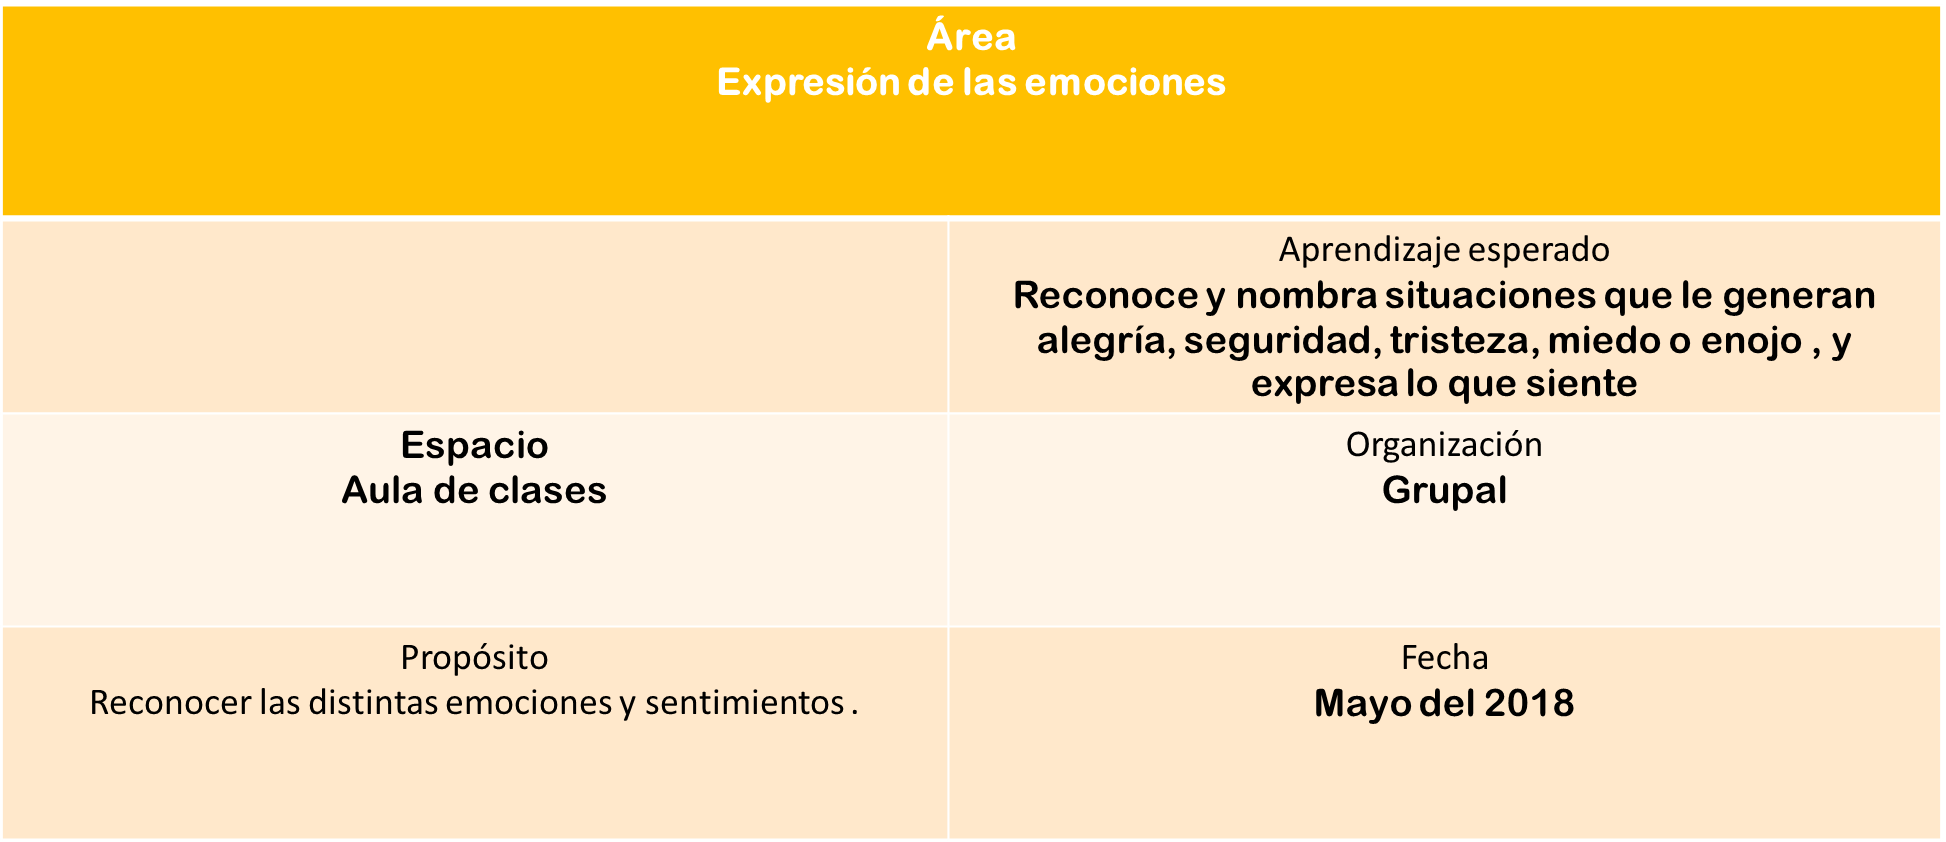 Área
Expresión de las emociones
Aprendizaje esperado
Reconoce y nombra situaciones que le generan
alegría, seguridad, tristeza, miedo o enojo , y
expresa lo que siente
Espacio
Aula de clases
Organización
Grupal
Propósito
Reconocer las distintas emociones y sentimientos .
Fecha
Mayo del 2018